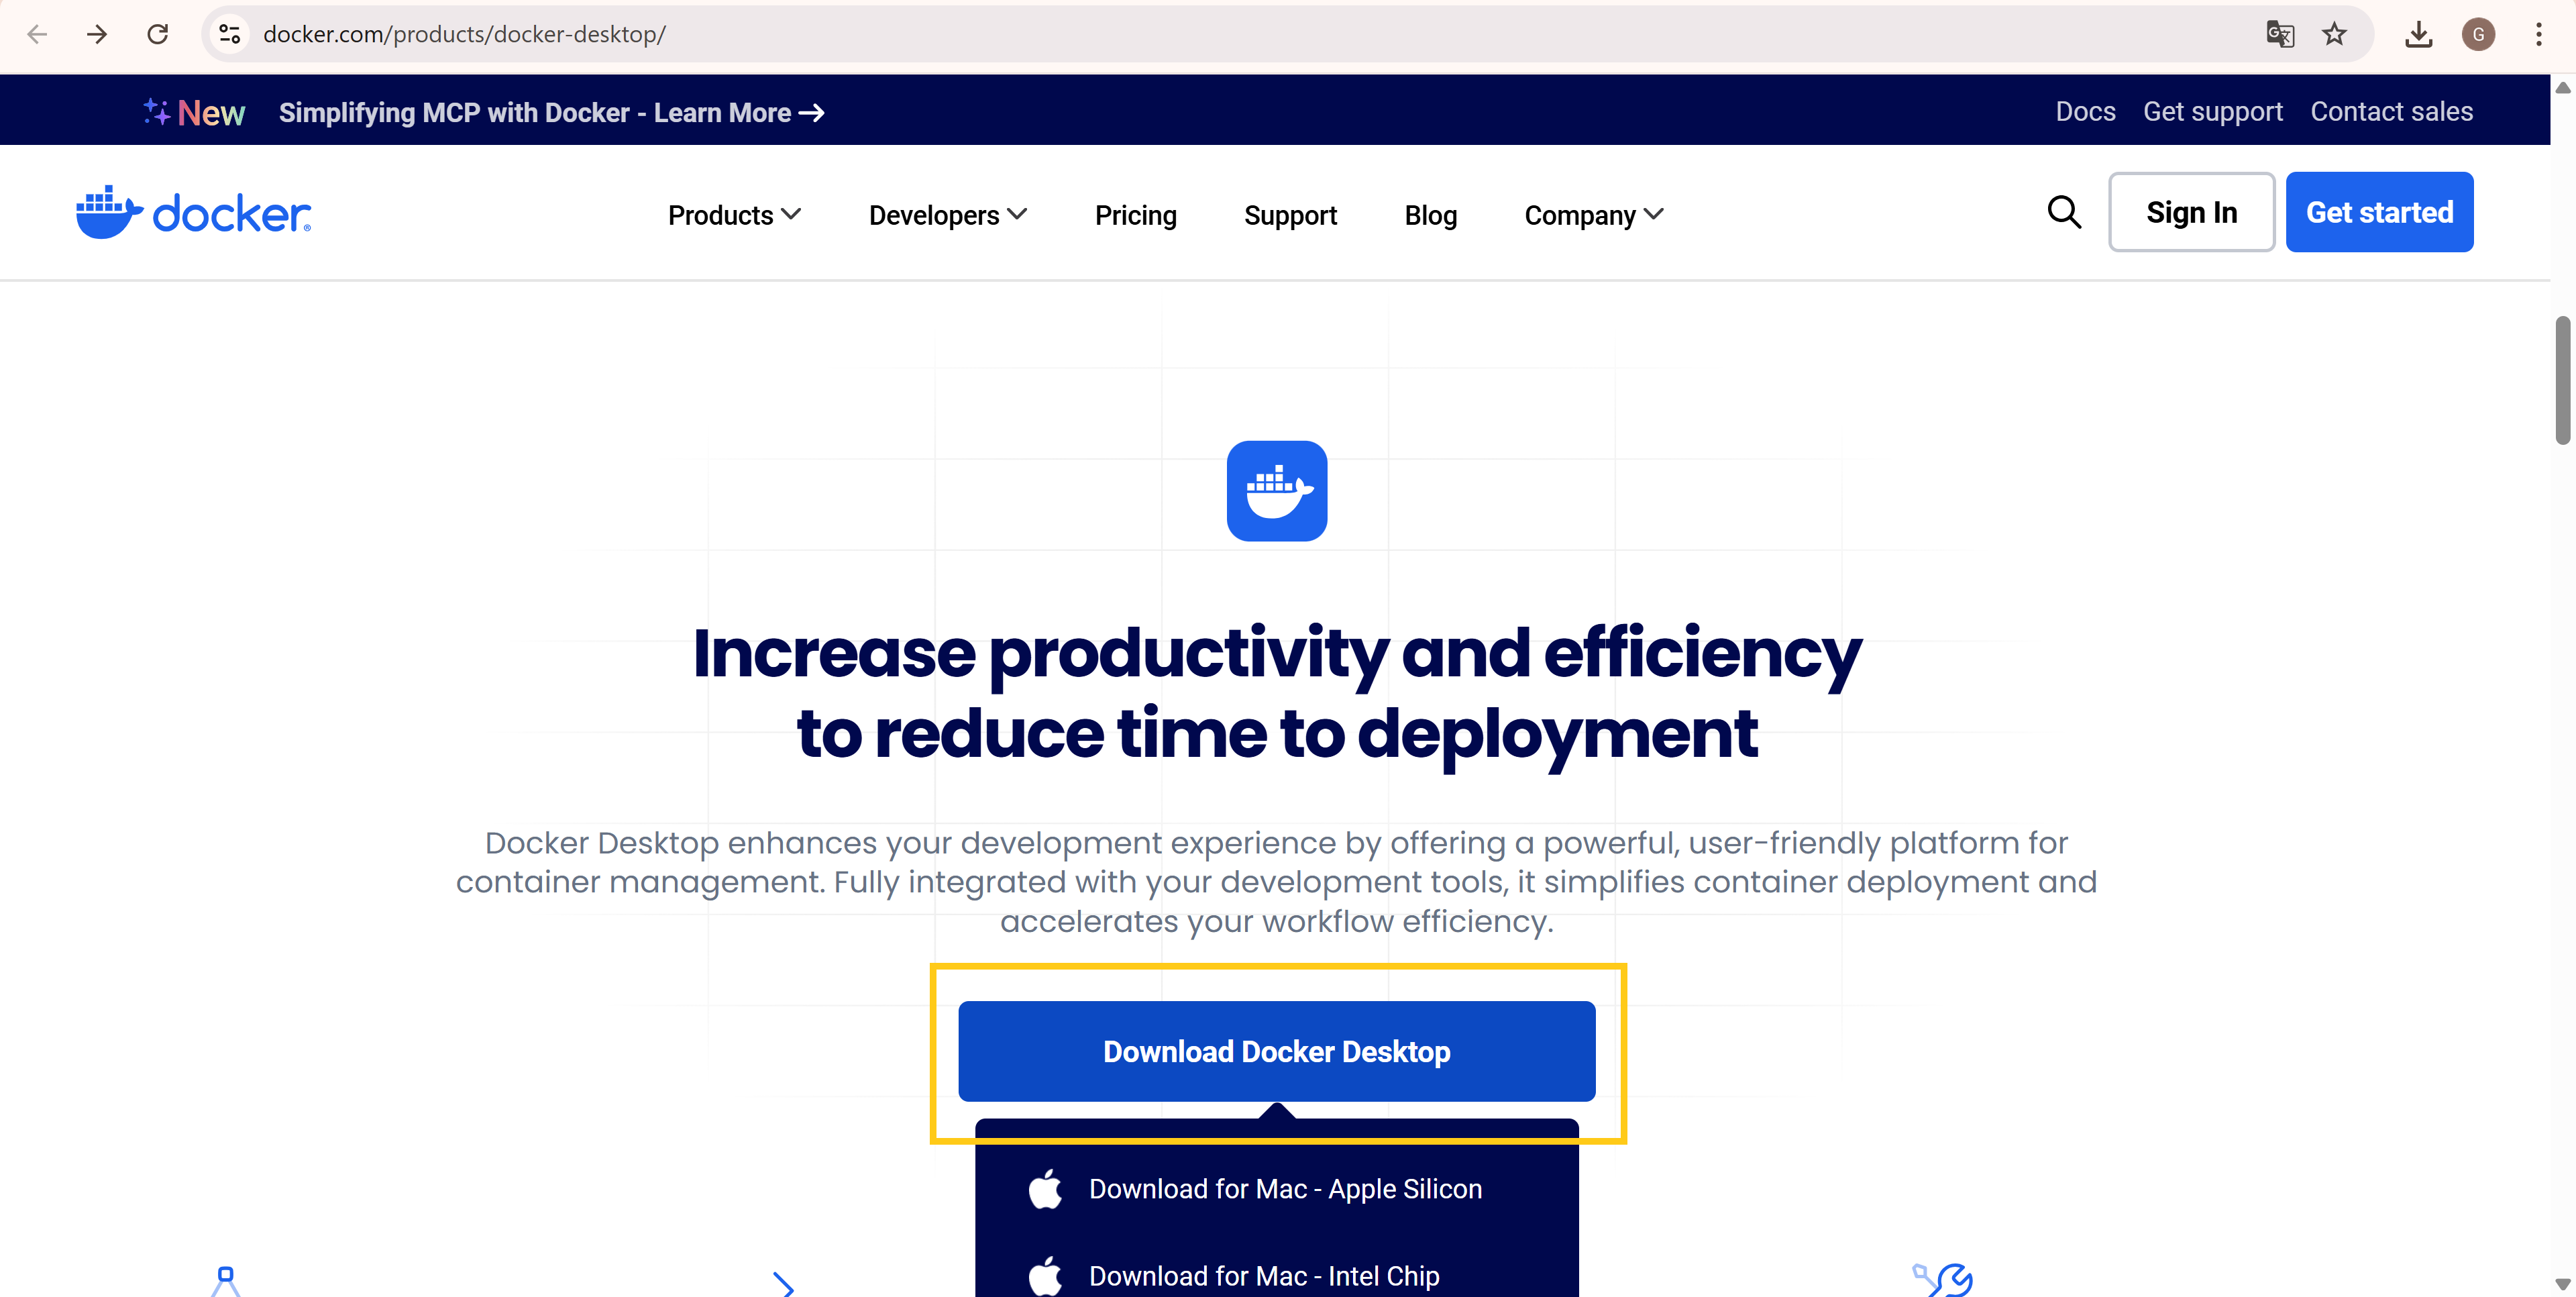 docker.com/products/docker-desktop/
G
New Simplifying MCP with Docker - Learn More → Docs Get support Contact sales
docker® Products Developers Pricing Support Blog Company Sign In Get started
Increase productivity and efficiency
to reduce time to deployment
Docker Desktop enhances your development experience by offering a powerful, user-friendly platform for
container management. Fully integrated with your development tools, it simplifies container deployment and
accelerates your workflow efficiency.
Download Docker Desktop
Download for Mac - Apple Silicon
Download for Mac - Intel Chip